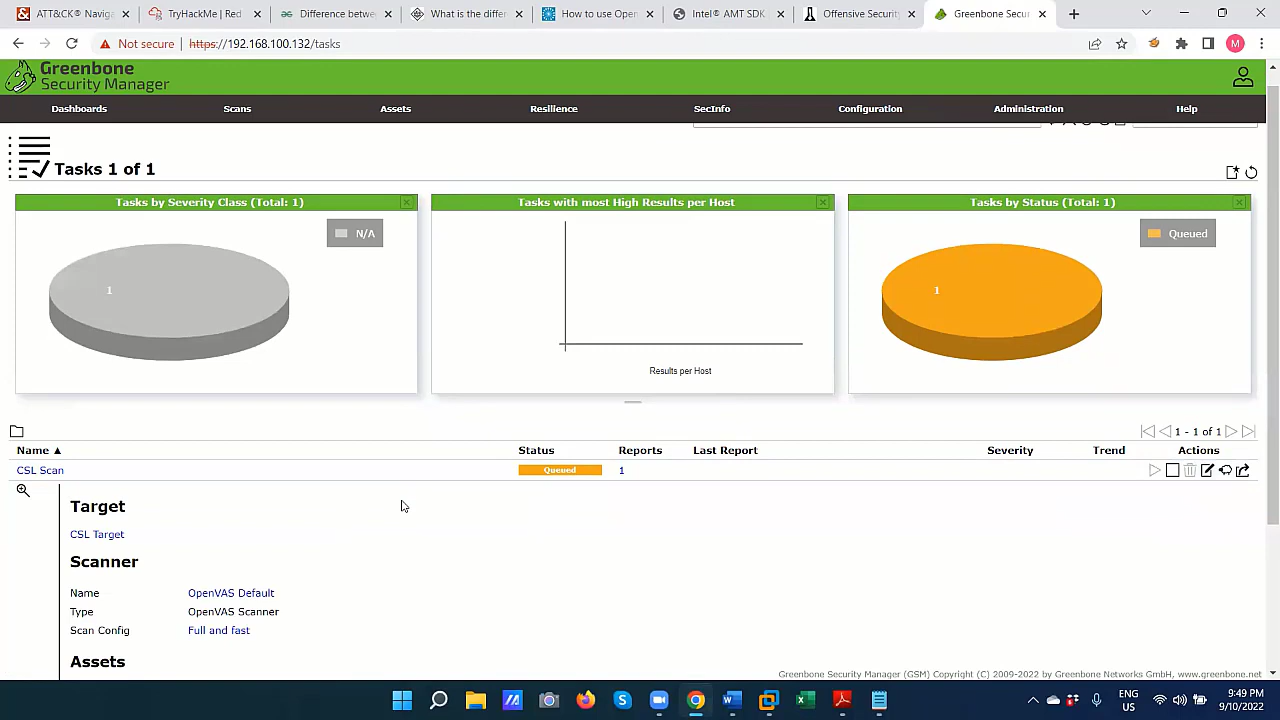 ATT&CK® Navig
TryHackMe | Red
Difference betwe
What is the differ
How to use Open
Intel® AMT SDK
Offensive Security
Greenbone Secur
Not secure
https://192.168.100.132/tasks
M
Greenbone
Security Manager
Dashboards
Scans
Assets
Resilience
SecInfo
Configuration
Administration
Help
Tasks 1 of 1
Tasks by Severity Class (Total: 1)
N/A
1
Tasks with most High Results per Host
Results per Host
Tasks by Status (Total: 1)
Queued
1
1 - 1 of 1
Name ▲ Status Reports Last Report Severity Trend Actions
CSL Scan Queued 1
Target
CSL Target
Scanner
Name OpenVAS Default
Type OpenVAS Scanner
Scan Config Full and fast
Assets
Greenbone Security Manager (GSM) Copyright (C) 2009-2022 by Greenbone Networks GmbH, www.greenbone.net
ENG
US
9:49 PM
9/10/2022